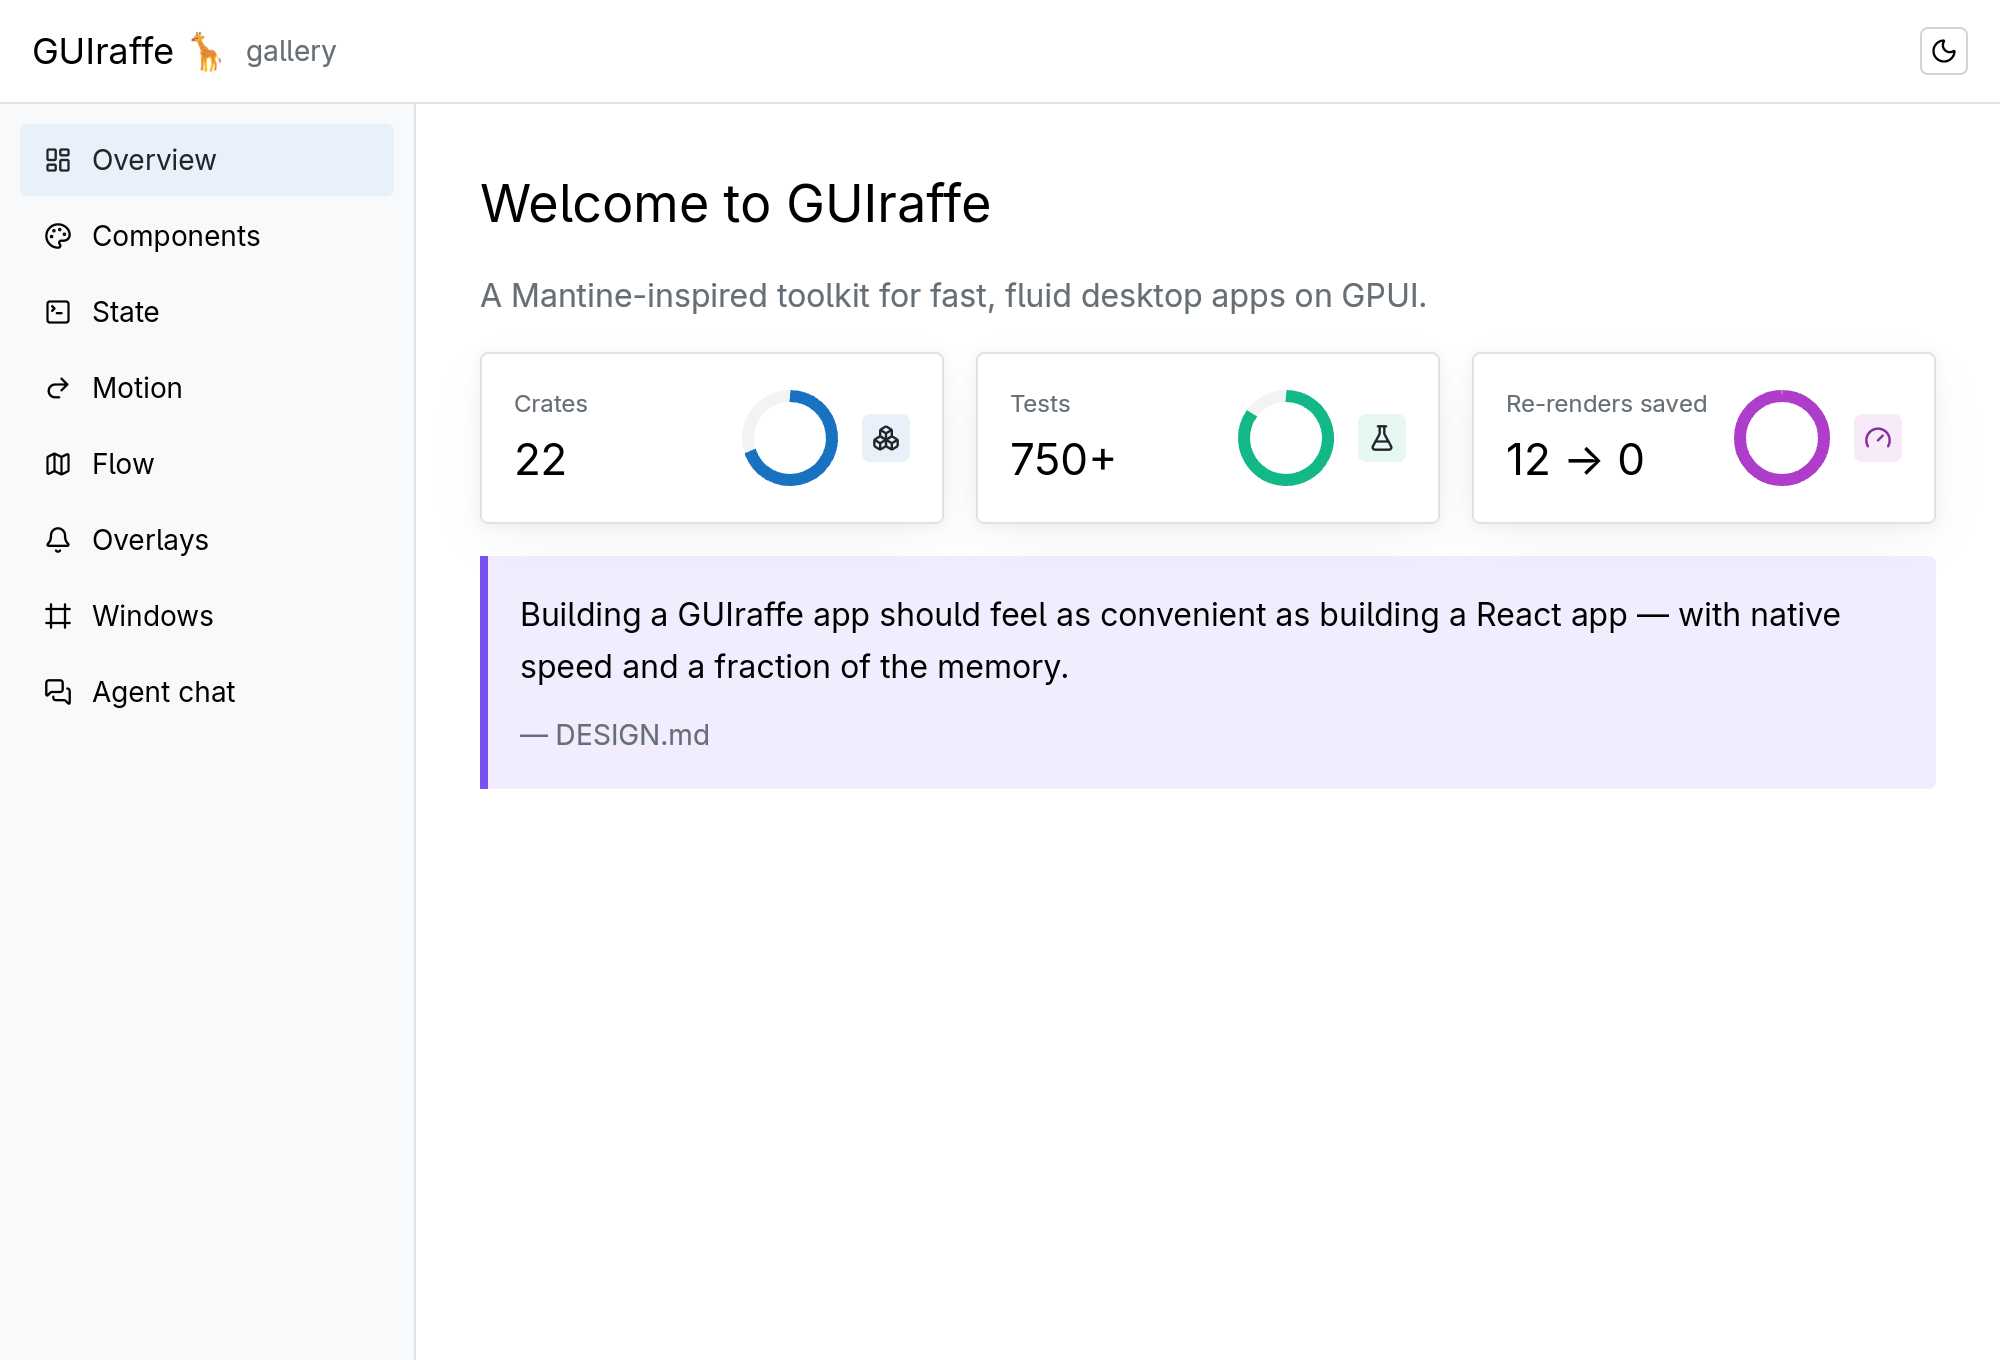 GUIraffe 🦒 gallery
Overview
Components
State
Motion
Flow
Overlays
Windows
Agent chat
Welcome to GUIraffe
A Mantine-inspired toolkit for fast, fluid desktop apps on GPUI.
Crates
22
Tests
750+
Re-renders saved
12 → 0
Building a GUIraffe app should feel as convenient as building a React app — with native
speed and a fraction of the memory.
— DESIGN.md